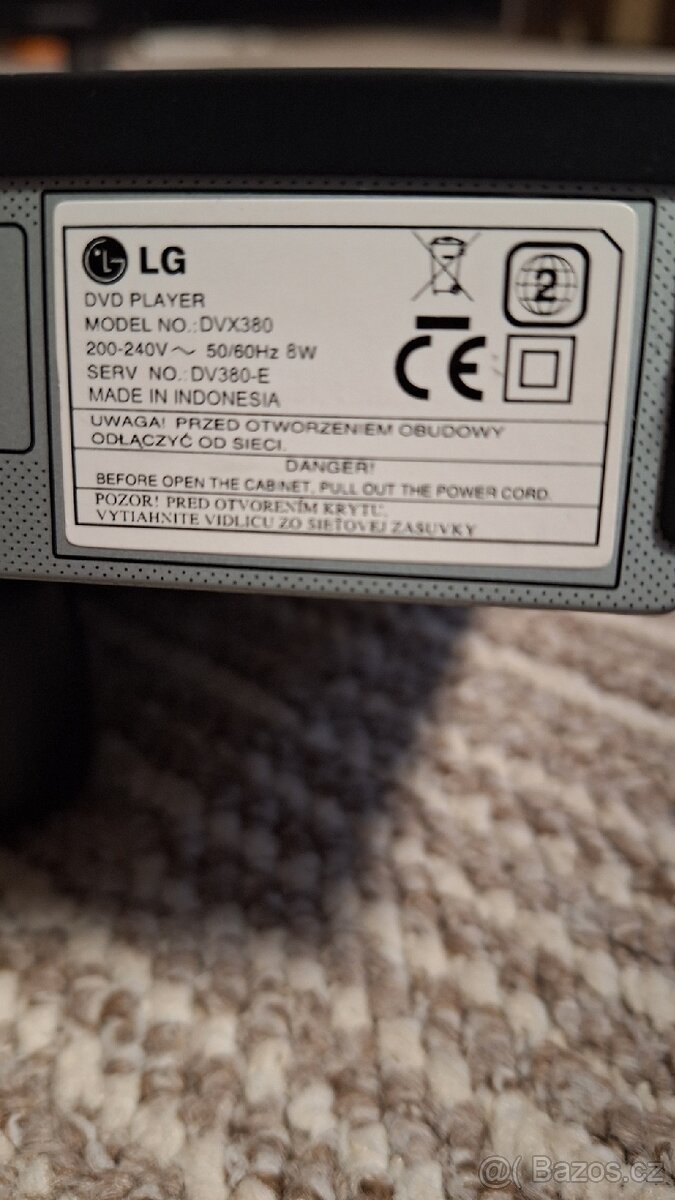 LG
DVD PLAYER
MODEL NO.:DVX380
200-240V～ 50/60Hz 8W
SERV NO.:DV380-E
MADE IN INDONESIA
2
CE
UWAGA! PRZED OTWORZENIEM OBUDOWY
ODŁĄCZYĆ OD SIECI.
DANGER!
BEFORE OPEN THE CABINET, PULL OUT THE POWER CORD.
POZOR! PRED OTVORENÍM KRYTU.
VYTIAHNITE VIDLICU ZO SIEŤOVEJ ZÁSUVKY
@( Bazos.cz